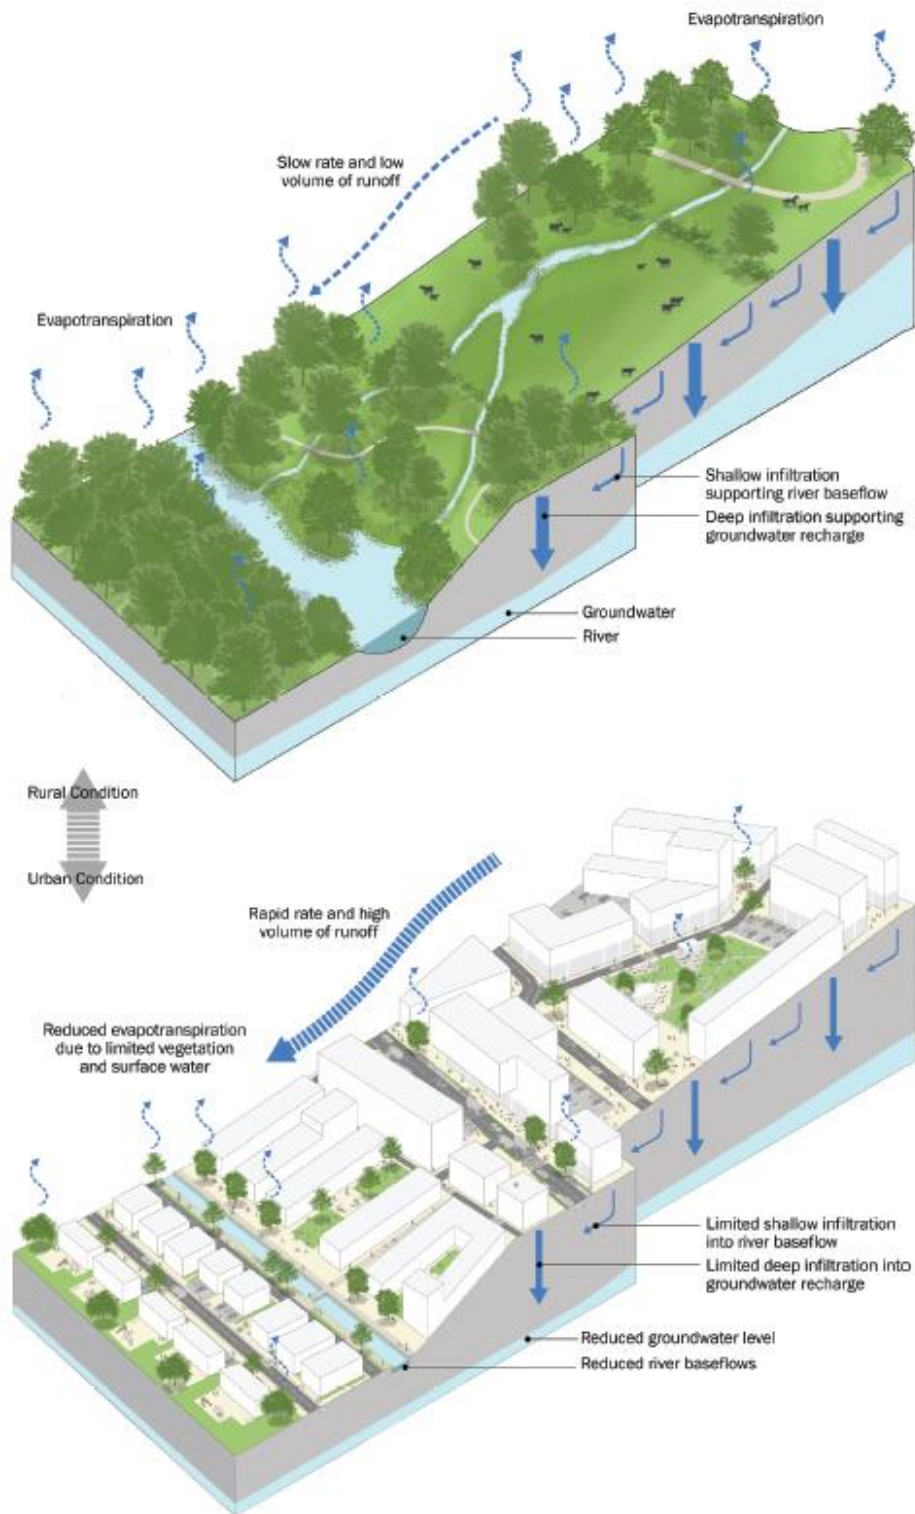 Evapotranspiration
Slow rate and low
volume of runoff
Evapotranspiration
Shallow infiltration
supporting river baseflow
Deep infiltration supporting
groundwater recharge
Groundwater
River
Rural Condition
Urban Condition
Rapid rate and high
volume of runoff
Reduced evapotranspiration
due to limited vegetation
and surface water
Limited shallow infiltration
into river baseflow
Limited deep infiltration into
groundwater recharge
Reduced groundwater level
Reduced river baseflows